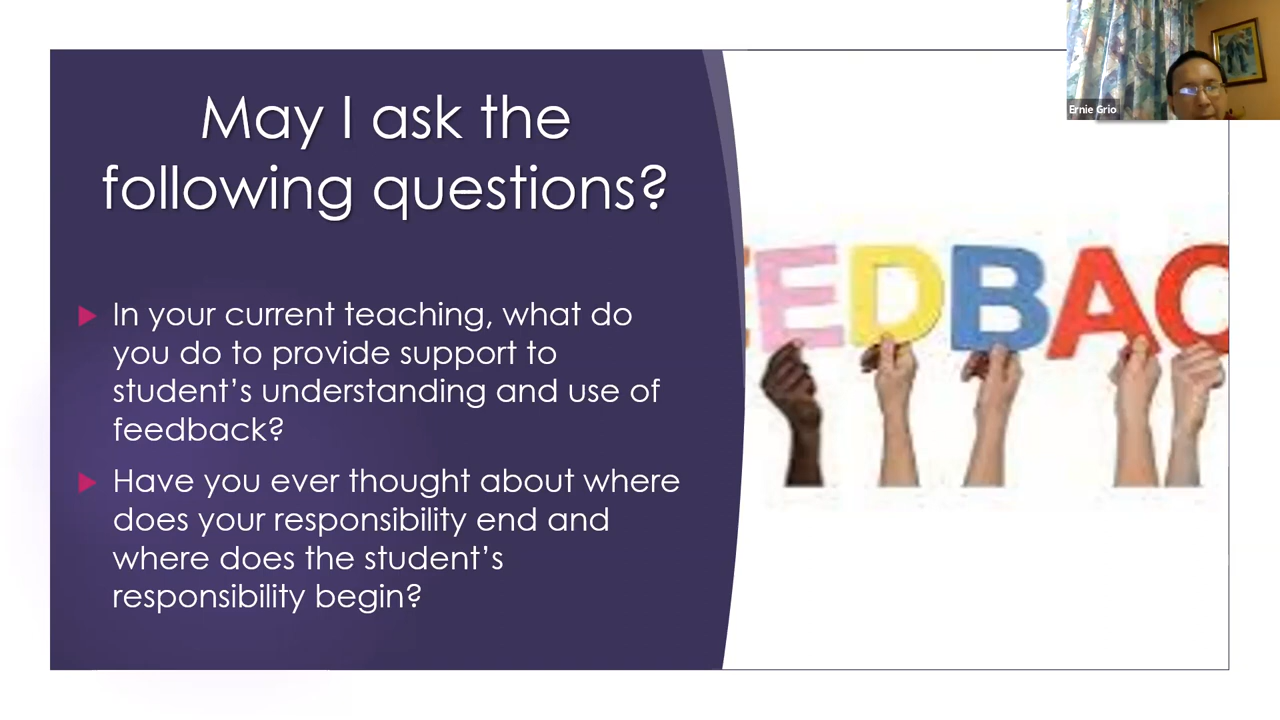 May I ask the
following questions?
In your current teaching, what do
you do to provide support to
student’s understanding and use of
feedback?
Have you ever thought about where
does your responsibility end and
where does the student’s
responsibility begin?
EDBAC
Ernie Grio